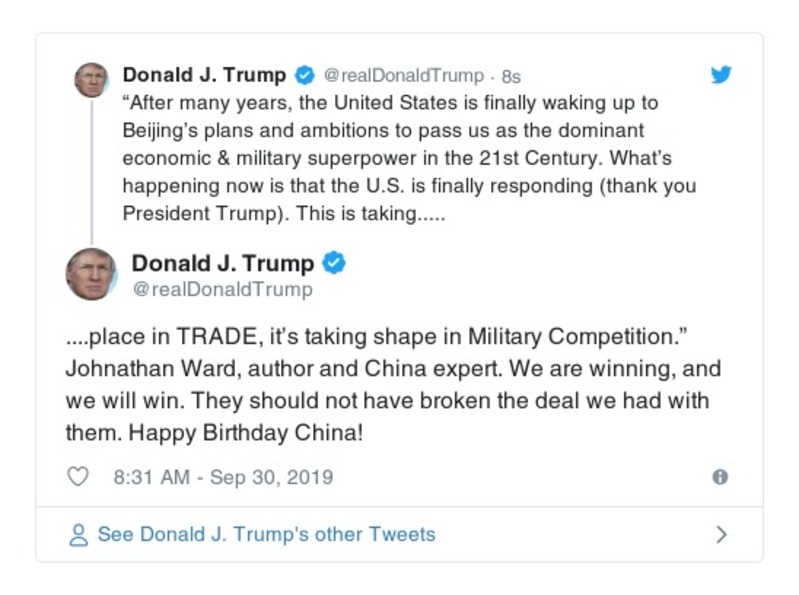 Donald J. Trump @realDonaldTrump · 8s
“After many years, the United States is finally waking up to
Beijing’s plans and ambitions to pass us as the dominant
economic & military superpower in the 21st Century. What’s
happening now is that the U.S. is finally responding (thank you
President Trump). This is taking.....
Donald J. Trump
@realDonaldTrump
....place in TRADE, it’s taking shape in Military Competition.”
Johnathan Ward, author and China expert. We are winning, and
we will win. They should not have broken the deal we had with
them. Happy Birthday China!
8:31 AM - Sep 30, 2019
See Donald J. Trump's other Tweets